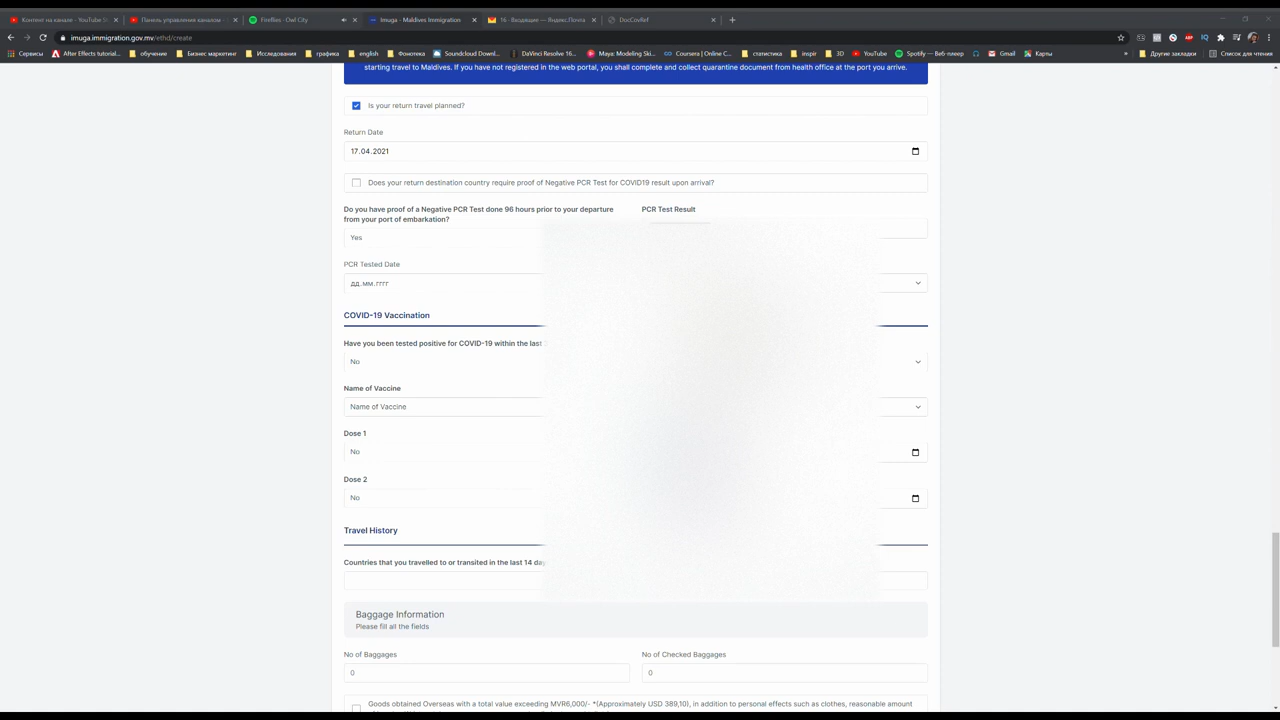 Контент на канале - YouTube S
Панель управления каналом -
Fireflies - Owl City
Imuga - Maldives Immigration
16 · Входящие — Яндекс.Почта
DocCovRef
imuga.immigration.gov.mv/ethd/create
Сервисы
After Effects tutorial...
обучение
Бизнес маркетинг
Исследования
графика
english
Фонотека
Soundcloud Downl...
DaVinci Resolve 16...
Maya: Modeling Ski...
Coursera | Online C...
статистика
inspir
3D
YouTube
Spotify — Веб-плеер
Gmail
Карты
»
Другие закладки
Список для чтения
starting travel to Maldives. If you have not registered in the web portal, you shall complete and collect quarantine document from health office at the port you arrive.
Is your return travel planned?
Return Date
17.04.2021
Does your return destination country require proof of Negative PCR Test for COVID19 result upon arrival?
Do you have proof of a Negative PCR Test done 96 hours prior to your departure
from your port of embarkation?
PCR Test Result
Yes
PCR Tested Date
дд.мм.гггг
COVID-19 Vaccination
Have you been tested positive for COVID-19 within the last
No
Name of Vaccine
Name of Vaccine
Dose 1
No
Dose 2
No
Travel History
Countries that you travelled to or transited in the last 14 day
Baggage Information
Please fill all the fields
No of Baggages
No of Checked Baggages
0
0
Goods obtained Overseas with a total value exceeding MVR6,000/- *(Approximately USD 389,10), in addition to personal effects such as clothes, reasonable amount